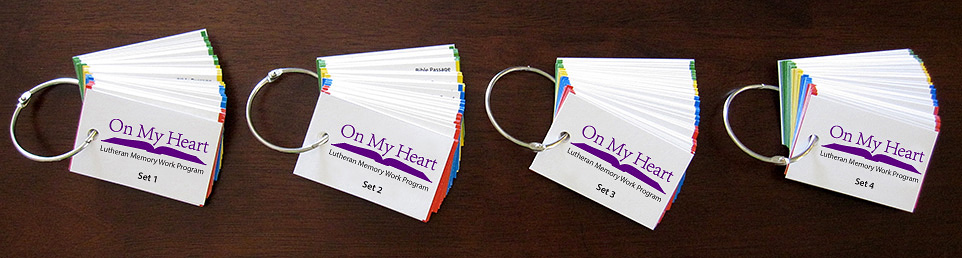 On My Heart
Lutheran Memory Work Program
Set 1
Bible Passage
On My Heart
Lutheran Memory Work Program
Set 2
On My Heart
Lutheran Memory Work Program
Set 3
On My Heart
Lutheran Memory Work Program
Set 4